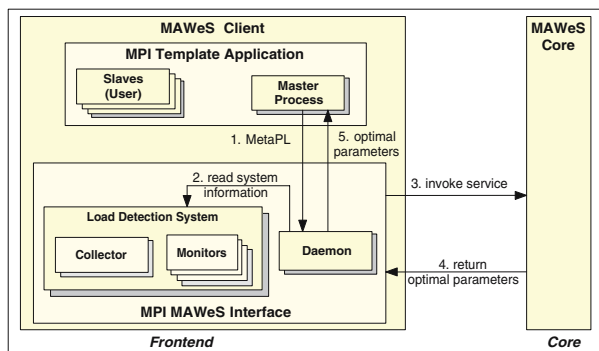 MAWeS Client
MAWeS
Core
MPI Template Application
Slaves
(User)
Master
Process
1. MetaPL
5. optimal
parameters
2. read system
information
3. invoke service
Load Detection System
Collector
Monitors
Daemon
4. return
optimal parameters
MPI MAWeS Interface
Frontend
Core